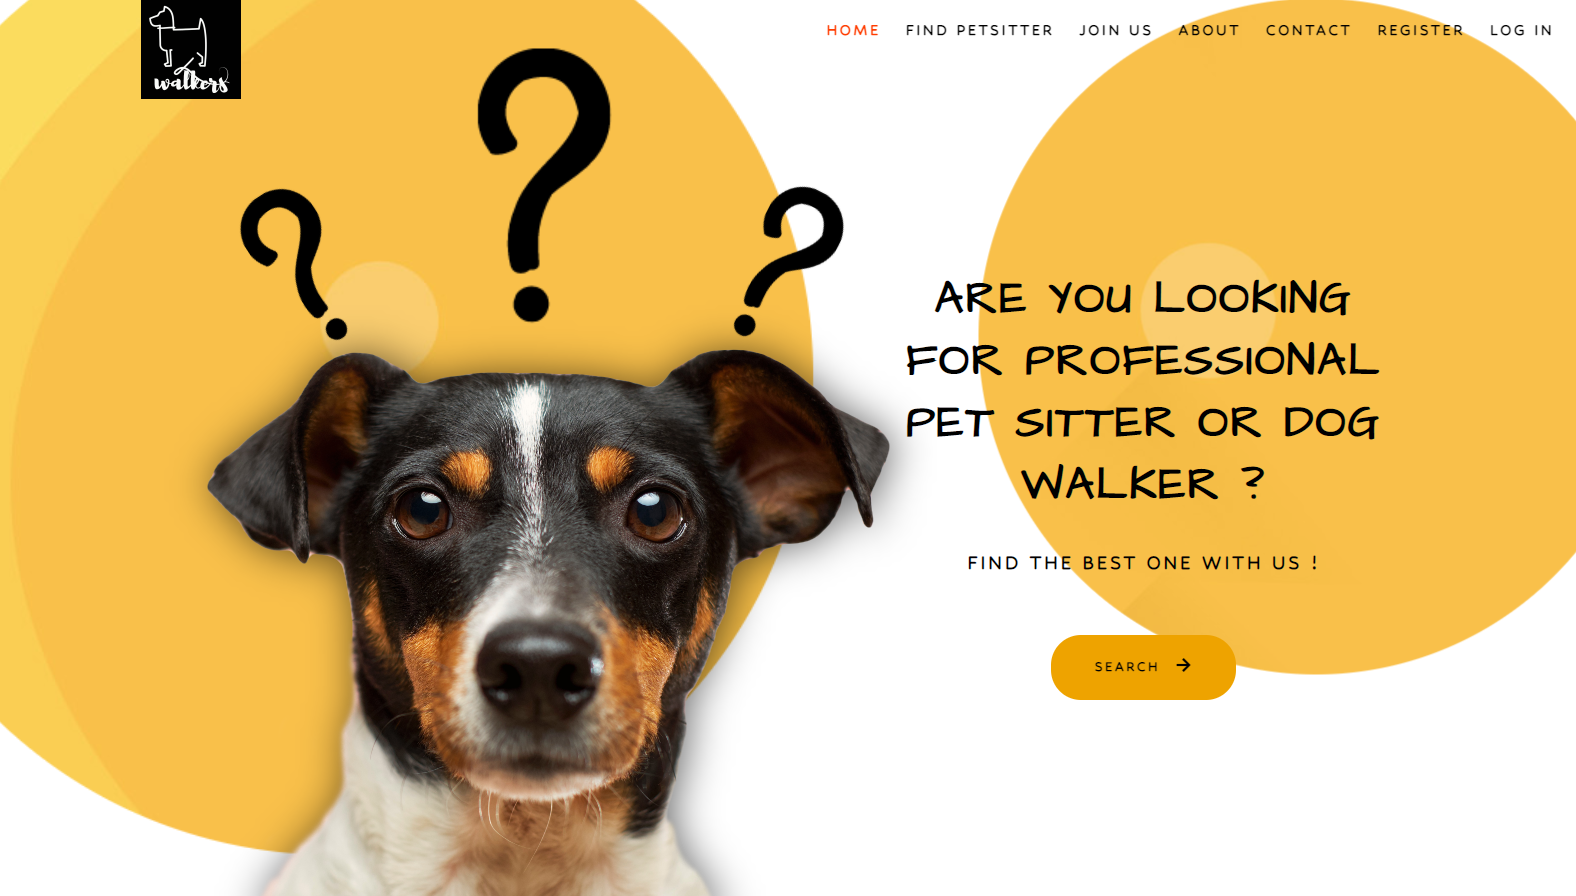 walkers
HOME FIND PETSITTER JOIN US ABOUT CONTACT REGISTER LOG IN
? ? ?
ARE YOU LOOKING
FOR PROFESSIONAL
PET SITTER OR DOG
WALKER ?
FIND THE BEST ONE WITH US !
SEARCH →